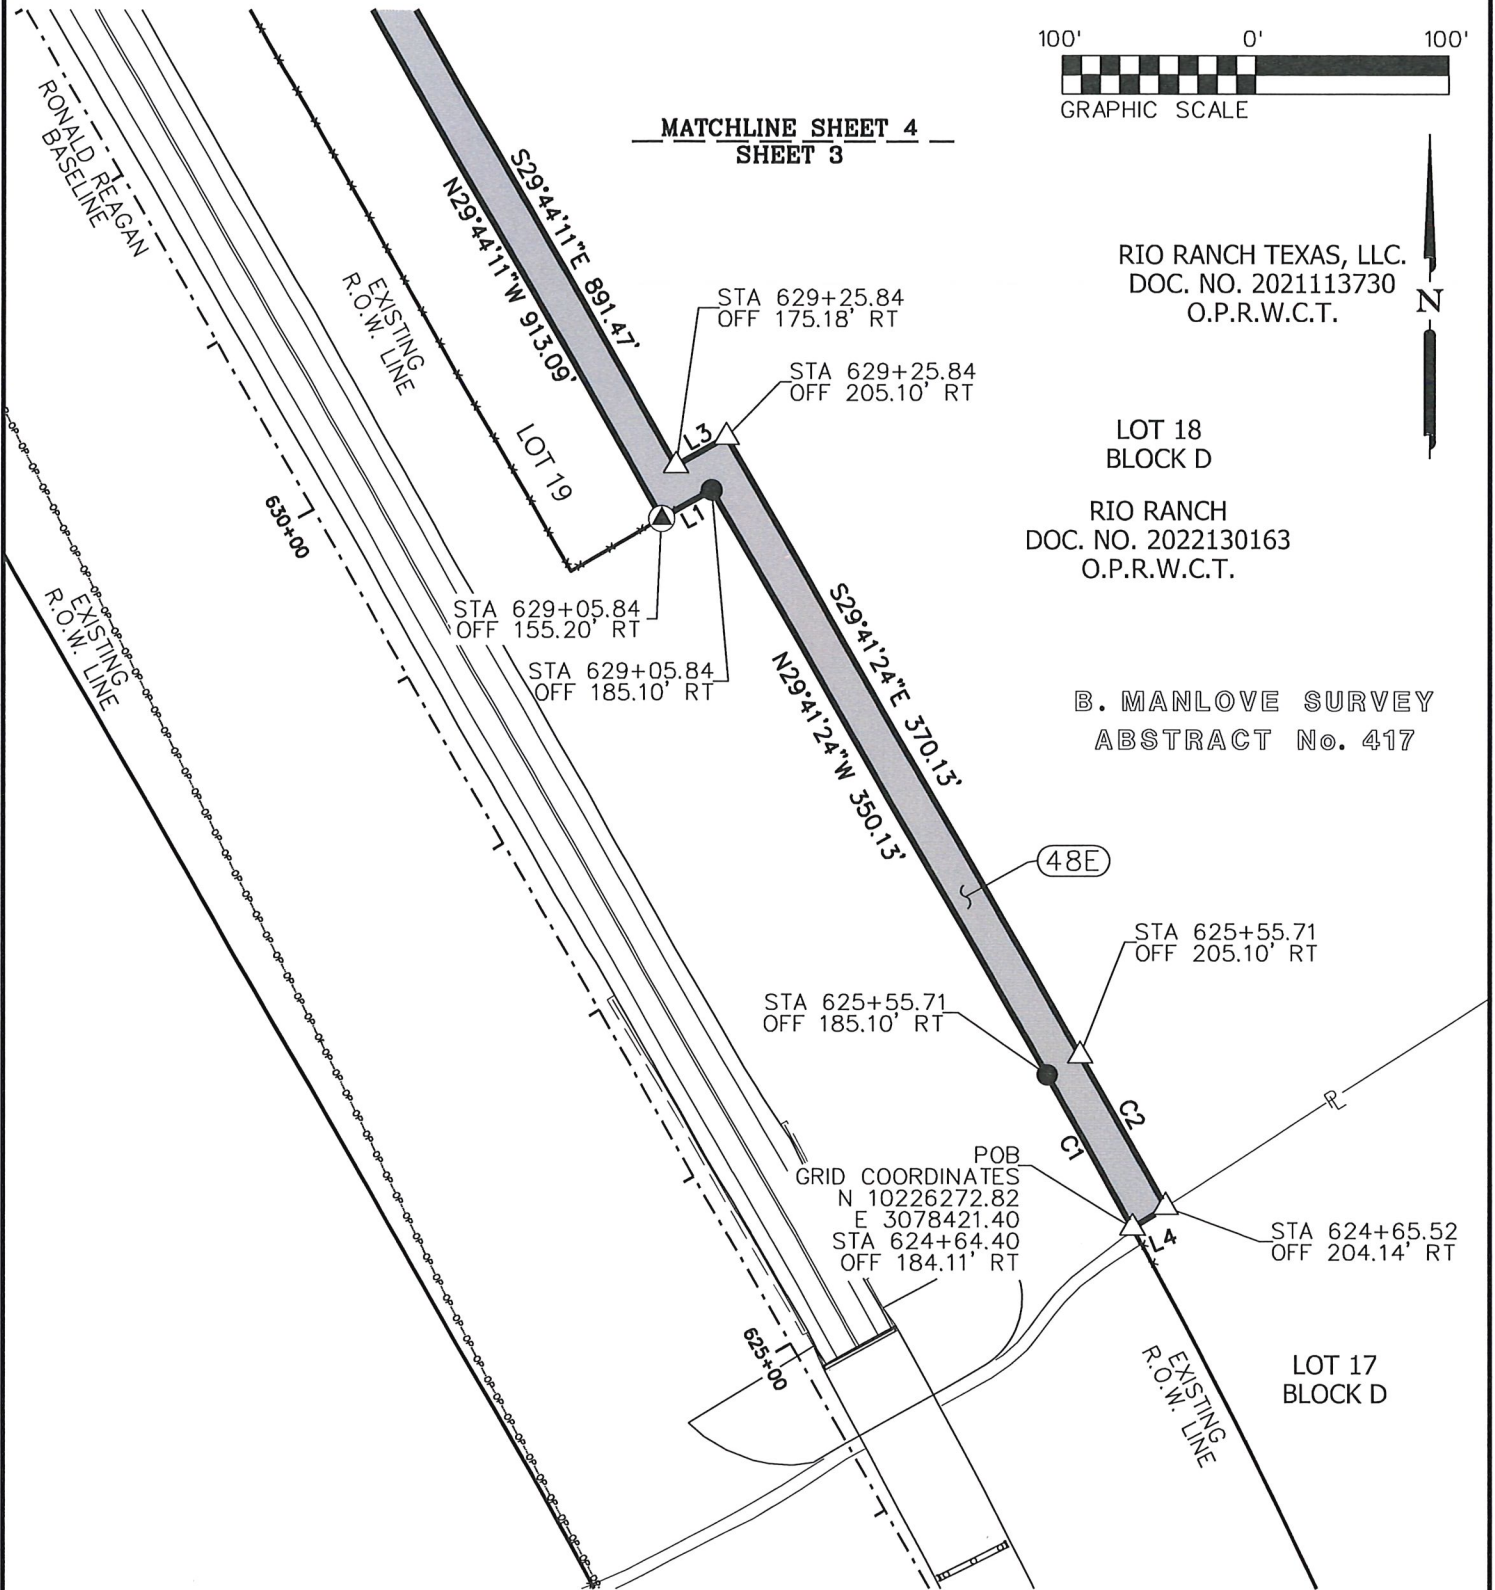 100' 0' 100'
GRAPHIC SCALE
MATCHLINE SHEET 4
SHEET 3
RONALD REAGAN
BASELINE
S29°44'11"E 891.47'
N29°44'11"W 913.09'
EXISTING
R.O.W. LINE
RIO RANCH TEXAS, LLC.
DOC. NO. 2021113730
O.P.R.W.C.T.
N
STA 629+25.84
OFF 175.18' RT
STA 629+25.84
OFF 205.10' RT
LOT 18
BLOCK D
RIO RANCH
DOC. NO. 2022130163
O.P.R.W.C.T.
LOT 19
L3
L1
630+00
EXISTING
R.O.W. LINE
STA 629+05.84
OFF 155.20' RT
STA 629+05.84
OFF 185.10' RT
S29°41'24"E 370.13'
N29°41'24"W 350.13'
B. MANLOVE SURVEY
ABSTRACT No. 417
48E
STA 625+55.71
OFF 205.10' RT
STA 625+55.71
OFF 185.10' RT
C2
C1
PL
POB
GRID COORDINATES
N 10226272.82
E 3078421.40
STA 624+64.40
OFF 184.11' RT
L4
STA 624+65.52
OFF 204.14' RT
625+00
EXISTING
R.O.W. LINE
LOT 17
BLOCK D